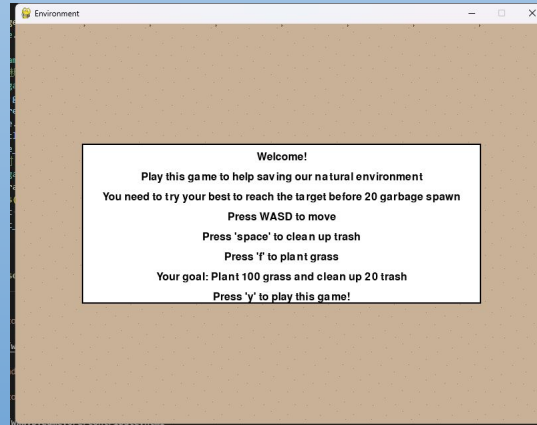 Environment
Welcome!
Play this game to help saving our natural environment
You need to try your best to reach the target before 20 garbage spawn
Press WASD to move
Press 'space' to clean up trash
Press 'f' to plant grass
Your goal: Plant 100 grass and clean up 20 trash
Press 'y' to play this game!